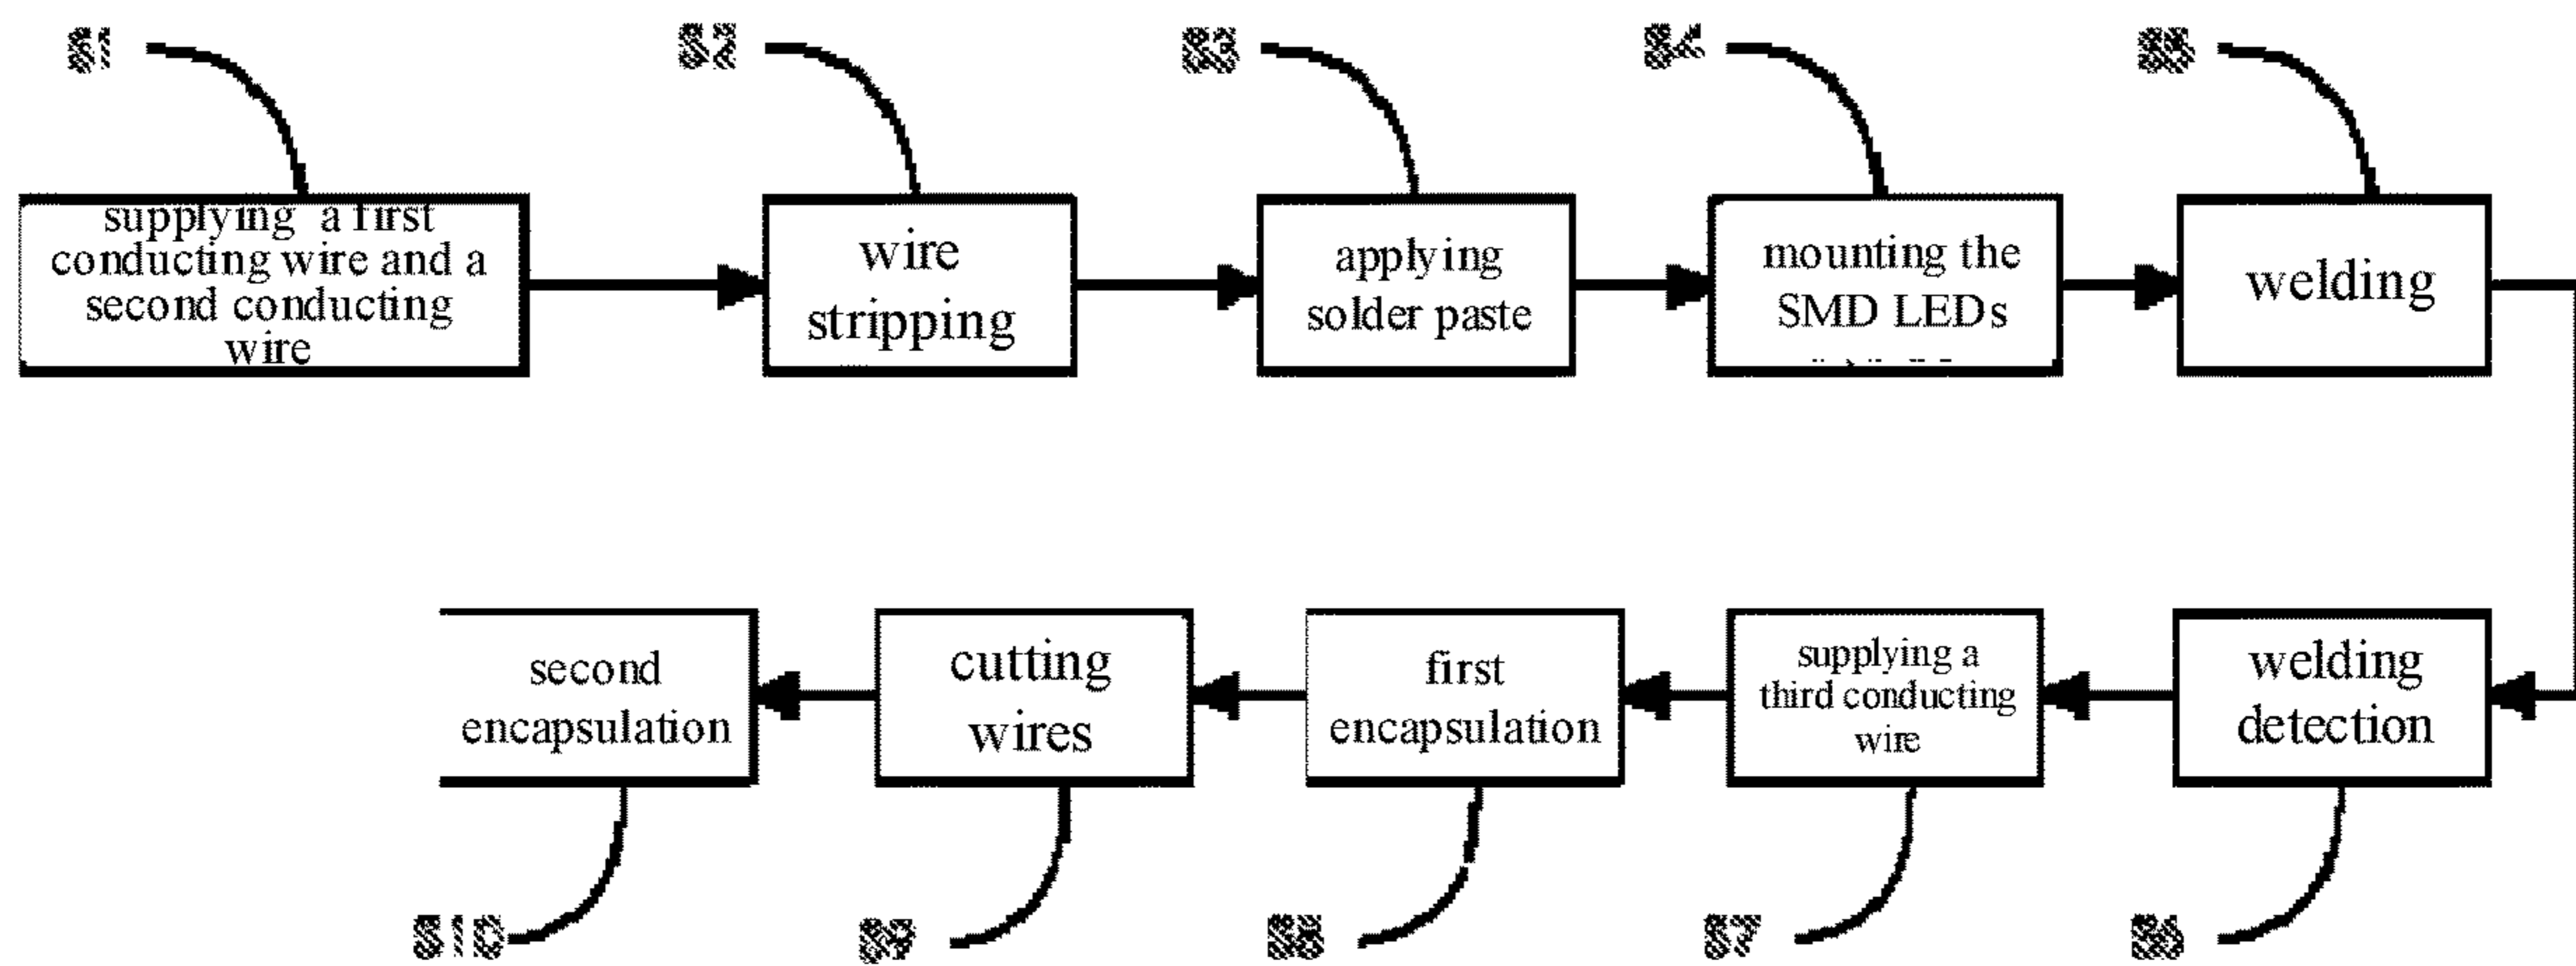 S1
S2
S3
S4
S5
supplying a first
conducting wire and a
second conducting
wire
wire
stripping
applying
solder paste
mounting the
SMD LEDs
welding
second
encapsulation
cutting
wires
first
encapsulation
supplying a
third conducting
wire
welding
detection
S10
S9
S8
S7
S6